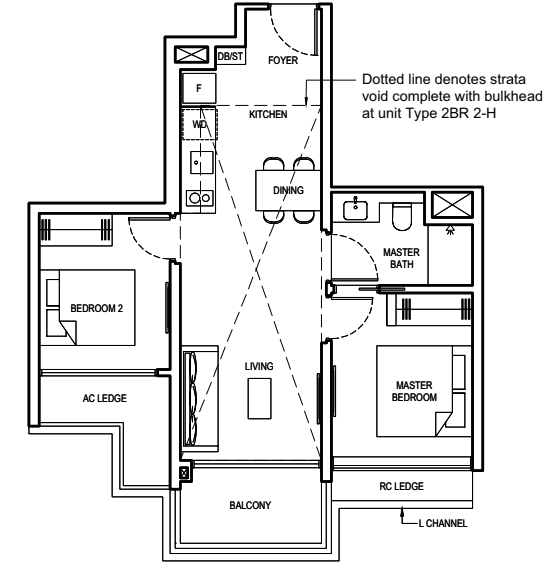 DB/ST
FOYER
F
Dotted line denotes strata
void complete with bulkhead
at unit Type 2BR 2-H
KITCHEN
WD
DINING
MASTER
BATH
BEDROOM 2
LIVING
AC LEDGE
MASTER
BEDROOM
RC LEDGE
BALCONY
L CHANNEL